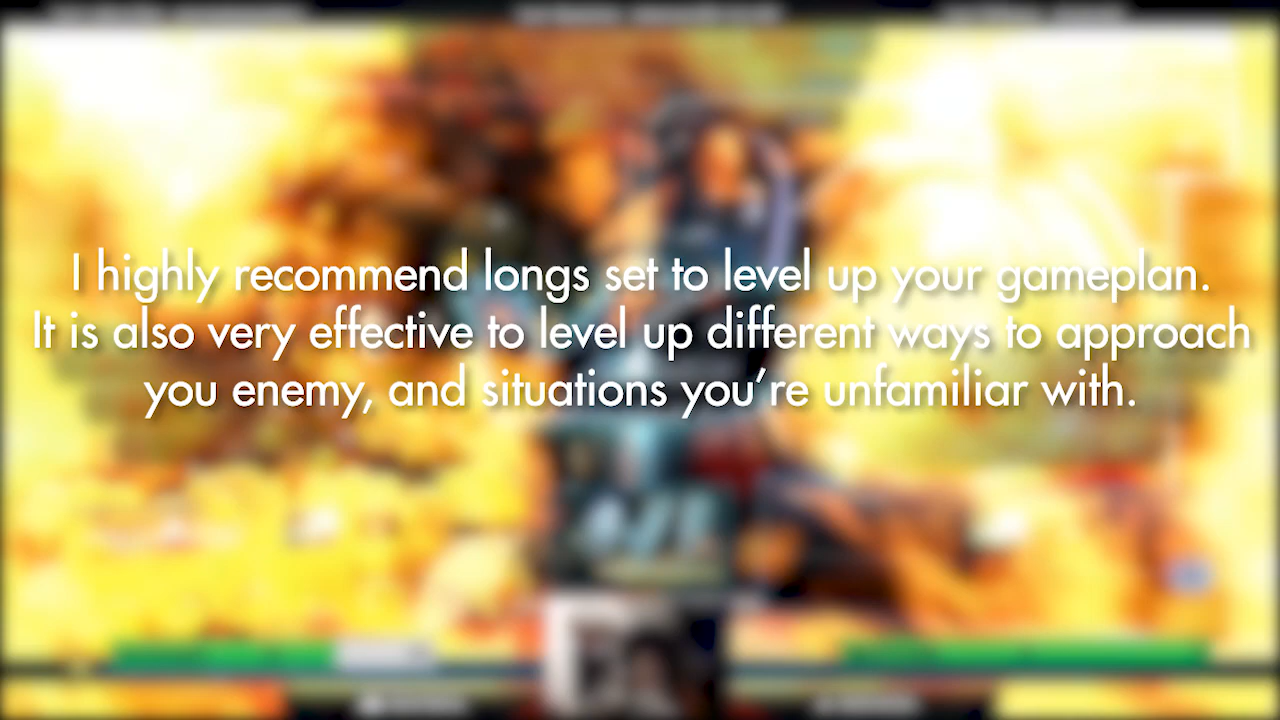 I highly recommend longs set to level up your gameplan.
It is also very effective to level up different ways to approach
you enemy, and situations you’re unfamiliar with.